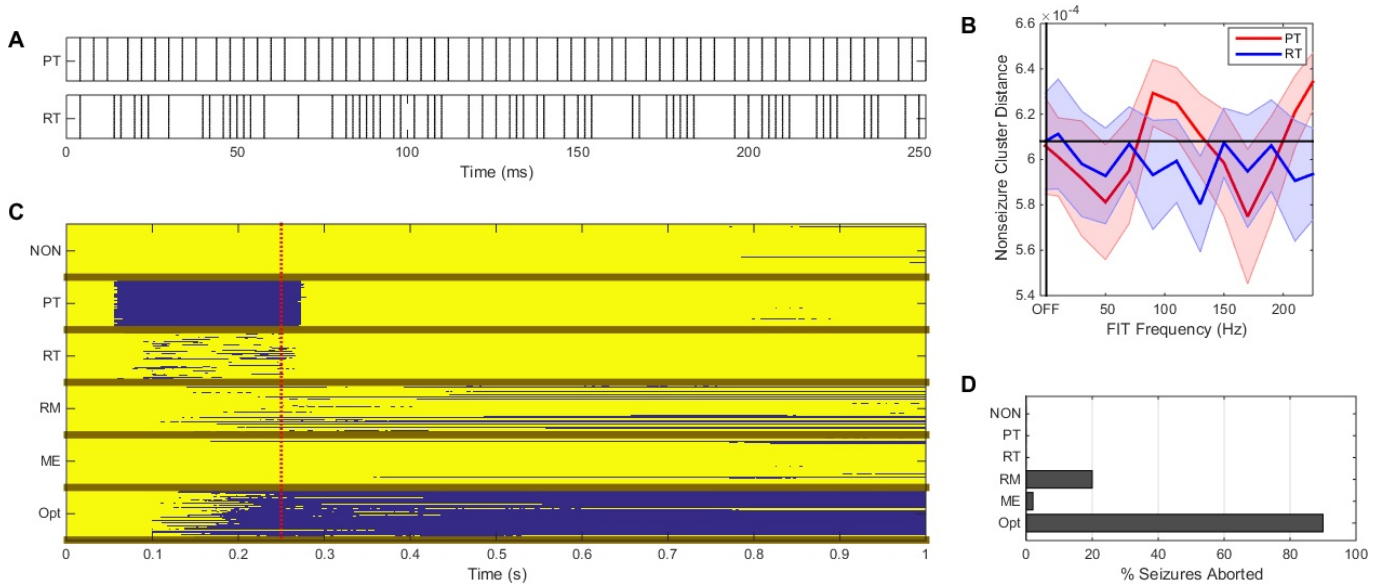 A
PT
RT
0 50 100 150 200 250
Time (ms)
B
×10⁻⁴
6.6
6.4
6.2
6
5.8
5.6
5.4
Nonseizure Cluster Distance
PT
RT
OFF 50 100 150 200
FIT Frequency (Hz)
C
NON
PT
RT
RM
ME
Opt
0 0.1 0.2 0.3 0.4 0.5 0.6 0.7 0.8 0.9 1
Time (s)
D
NON
PT
RT
RM
ME
Opt
0 20 40 60 80 100
% Seizures Aborted